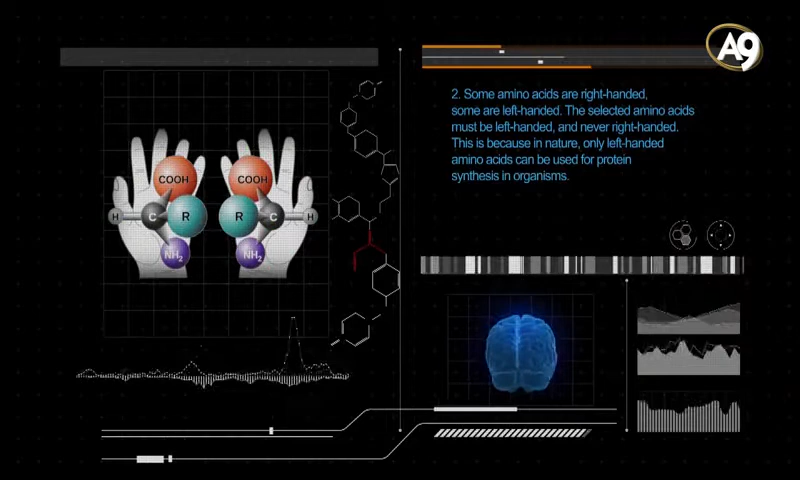 A9
2. Some amino acids are right-handed,
some are left-handed. The selected amino acids
must be left-handed, and never right-handed.
This is because in nature, only left-handed
amino acids can be used for protein
synthesis in organisms.
COOH COOH
H C R R C H
NH2 NH2